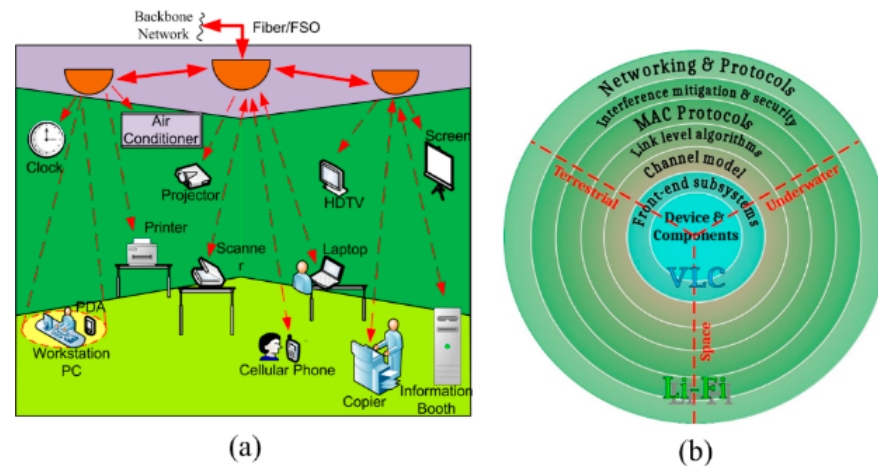 Backbone
Network
Fiber/FSO
Clock
Air
Conditioner
Projector
HDTV
Screen
Printer
Scanne
r
Laptop
PDA
Workstation
PC
Cellular Phone
Copier
Information
Booth
(a)
Networking & Protocols
Interference mitigation & security
MAC Protocols
Link level algorithms
Channel model
Front-end subsystems
Device &
Components
VLC
Terrestrial
Underwater
Space
Li-Fi
(b)